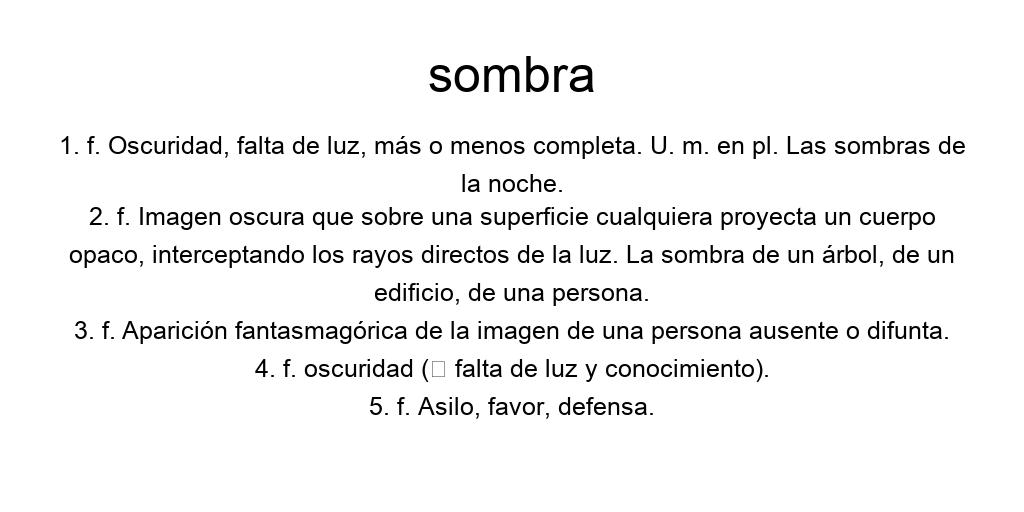 sombra
1. f. Oscuridad, falta de luz, más o menos completa. U. m. en pl. Las sombras de
la noche.
2. f. Imagen oscura que sobre una superficie cualquiera proyecta un cuerpo
opaco, interceptando los rayos directos de la luz. La sombra de un árbol, de un
edificio, de una persona.
3. f. Aparición fantasmagórica de la imagen de una persona ausente o difunta.
4. f. oscuridad (▯ falta de luz y conocimiento).
5. f. Asilo, favor, defensa.